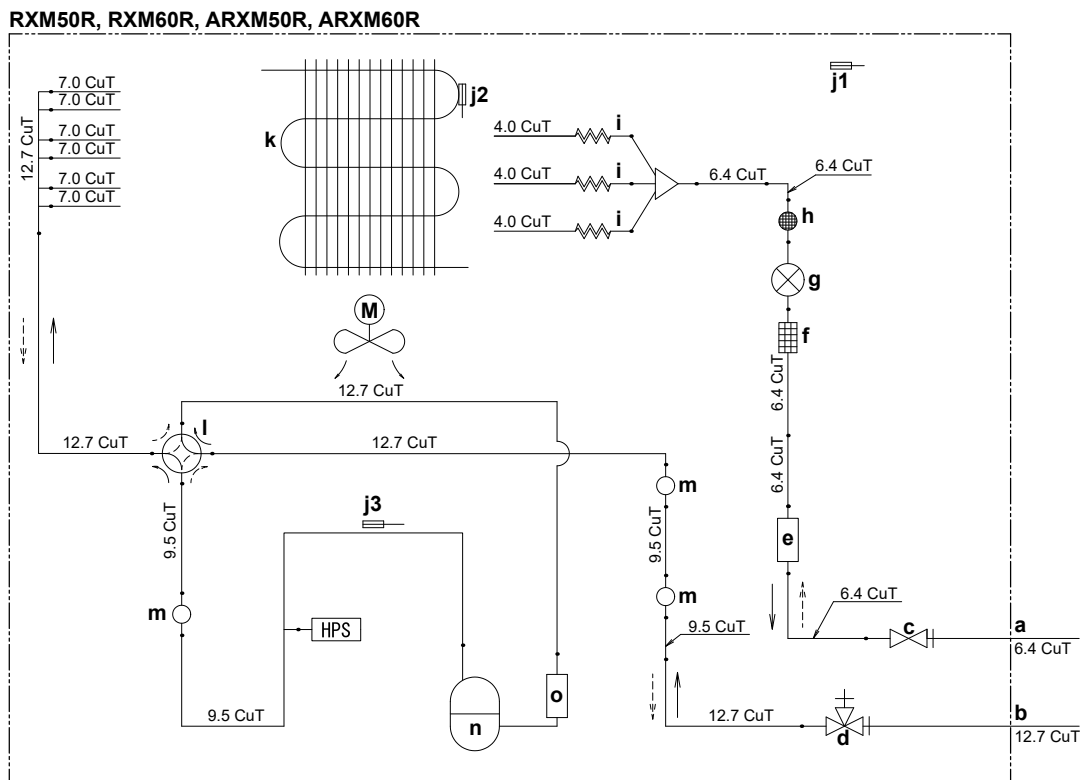 RXM50R, RXM60R, ARXM50R, ARXM60R
7.0 CuT
7.0 CuT
7.0 CuT
7.0 CuT
7.0 CuT
7.0 CuT
12.7 CuT
k
j2
j1
4.0 CuT
i
4.0 CuT
i
4.0 CuT
i
6.4 CuT
6.4 CuT
h
g
f
M
6.4 CuT
12.7 CuT
l
12.7 CuT
12.7 CuT
6.4 CuT
m
j3
9.5 CuT
9.5 CuT
e
m
HPS
m
6.4 CuT
c
a
6.4 CuT
9.5 CuT
9.5 CuT
n
o
12.7 CuT
d
b
12.7 CuT